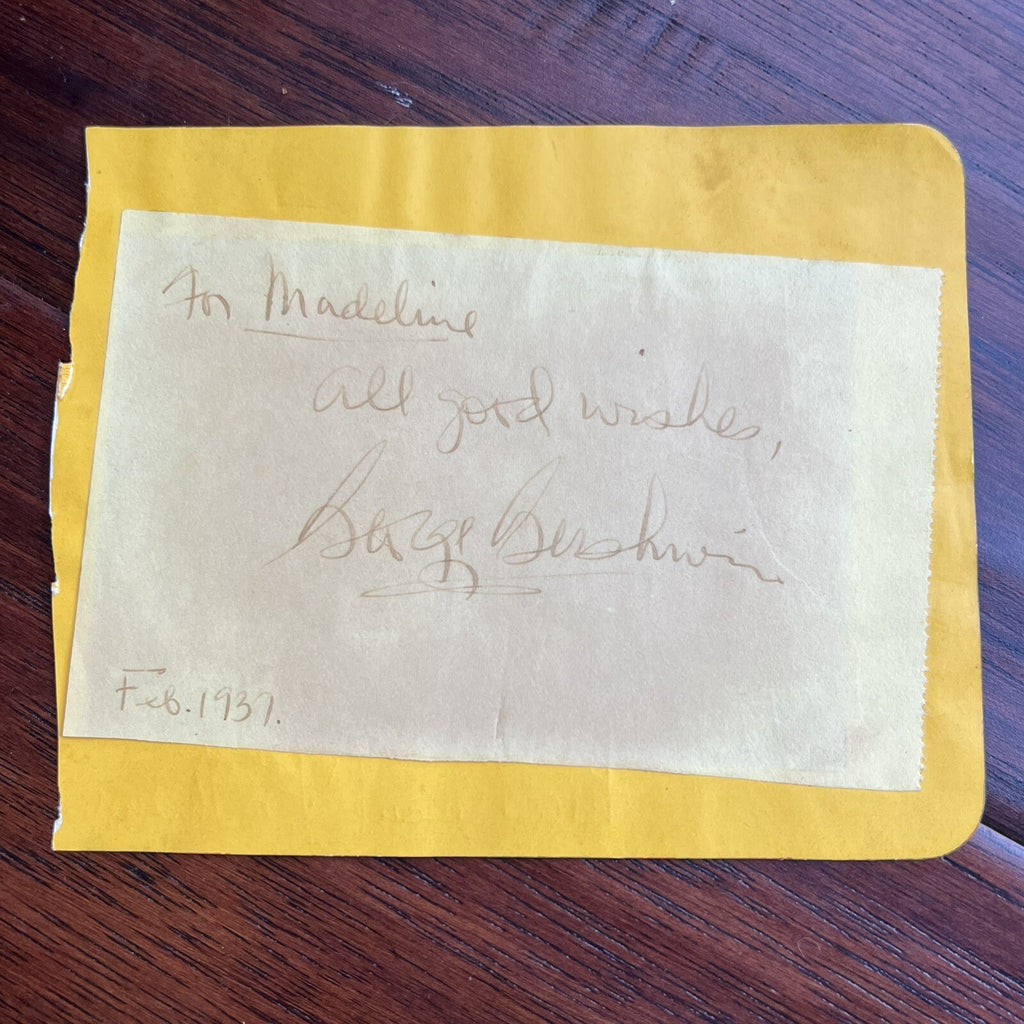 For Madeline
All good wishes,
George Gershwin
Feb. 1937.